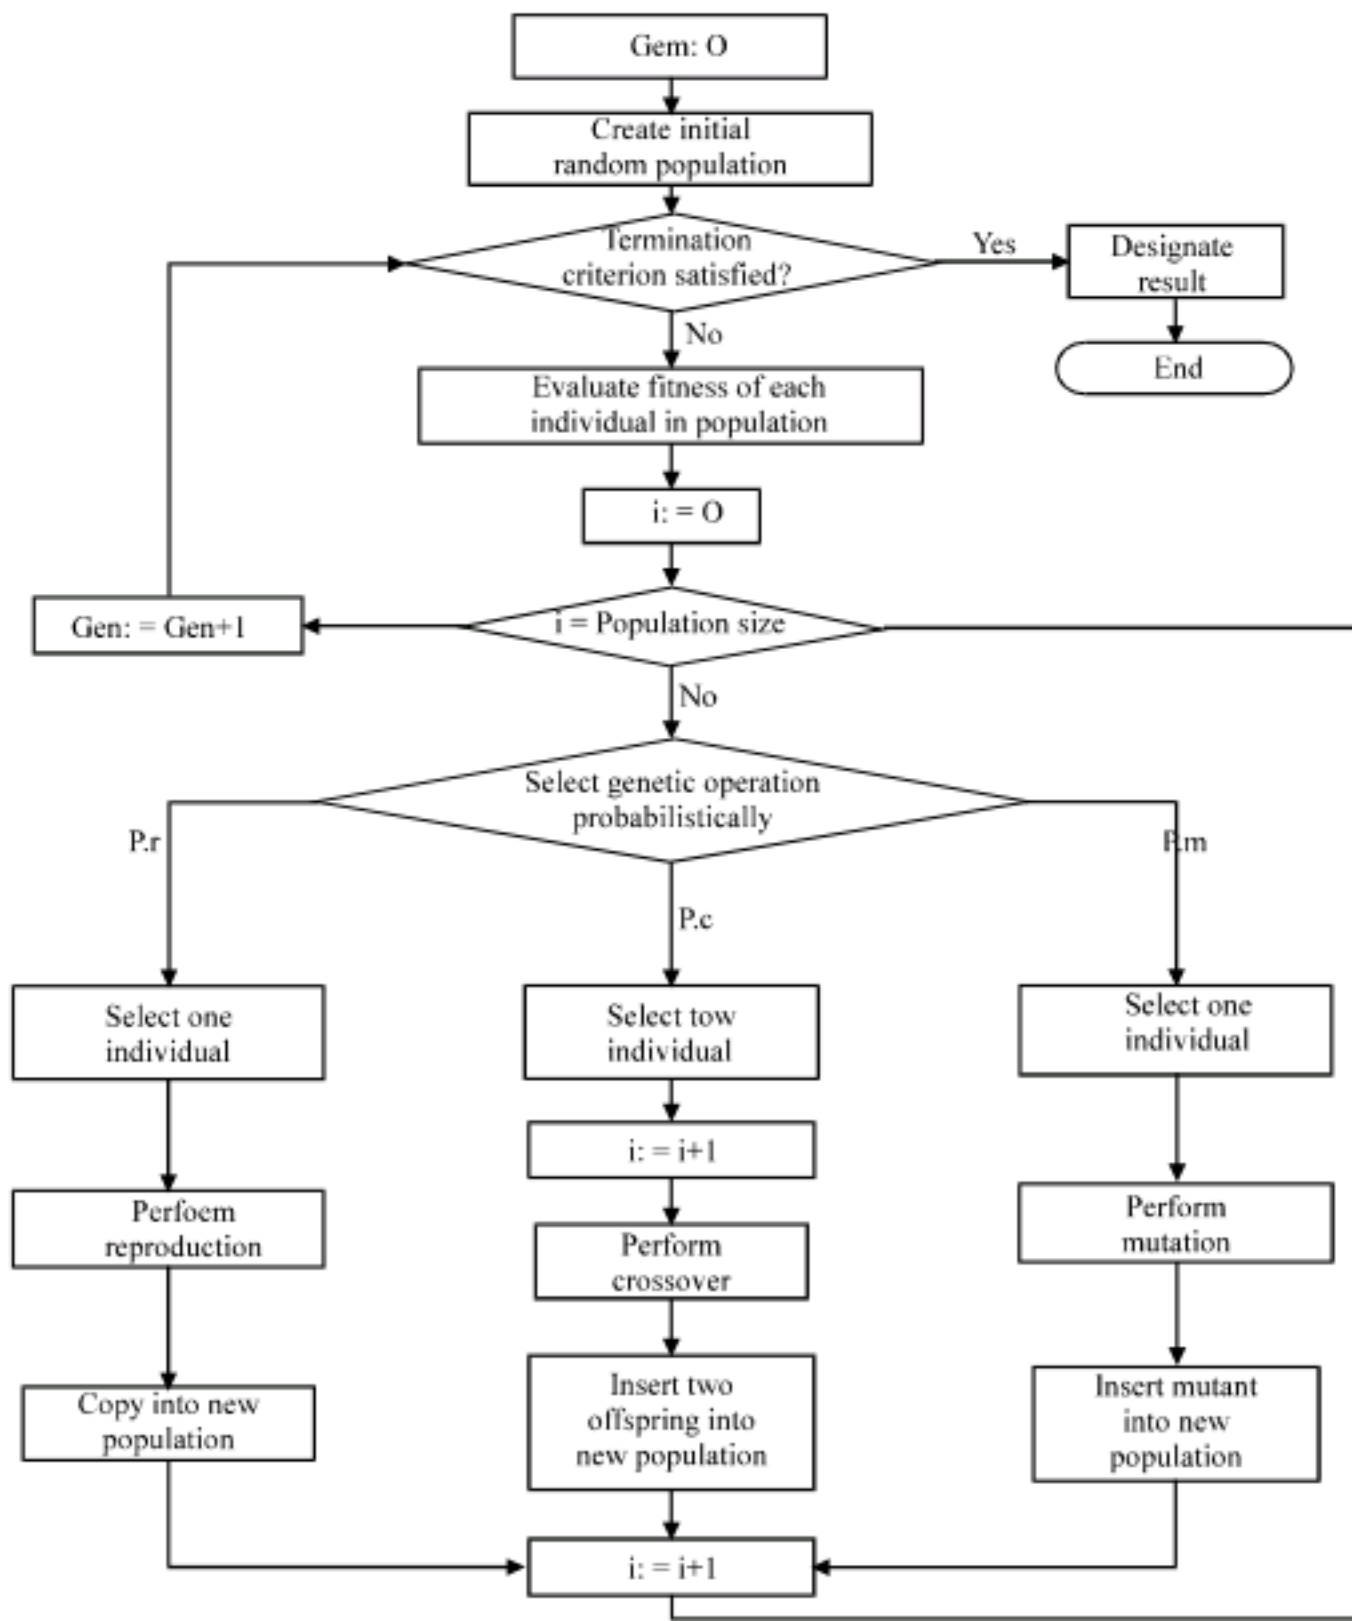 Gem: O
Create initial
random population
Termination
criterion satisfied?
Yes
Designate
result
End
No
Evaluate fitness of each
individual in population
i: = O
Gen: = Gen+1
i = Population size
No
Select genetic operation
probabilistically
P.r
P.c
P.m
Select one
individual
Select tow
individual
Select one
individual
i: = i+1
Perfoem
reproduction
Perform
crossover
Perform
mutation
Copy into new
population
Insert two
offspring into
new population
Insert mutant
into new
population
i: = i+1